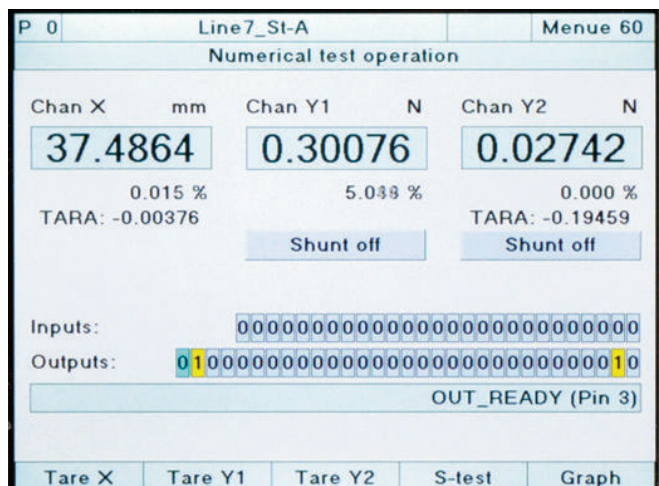 P 0 Line7_St-A Menue 60
Numerical test operation
Chan X mm Chan Y1 N Chan Y2 N
37.4864 0.30076 0.02742
0.015 % % 0.000 %
TARA: -0.00376 TARA: -0.19459
Shunt off Shunt off
Inputs: 0000000000000000000000000000
Outputs: 01000000000000000000000000000010
OUT_READY (Pin 3)
Tare X Tare Y1 Tare Y2 S-test Graph